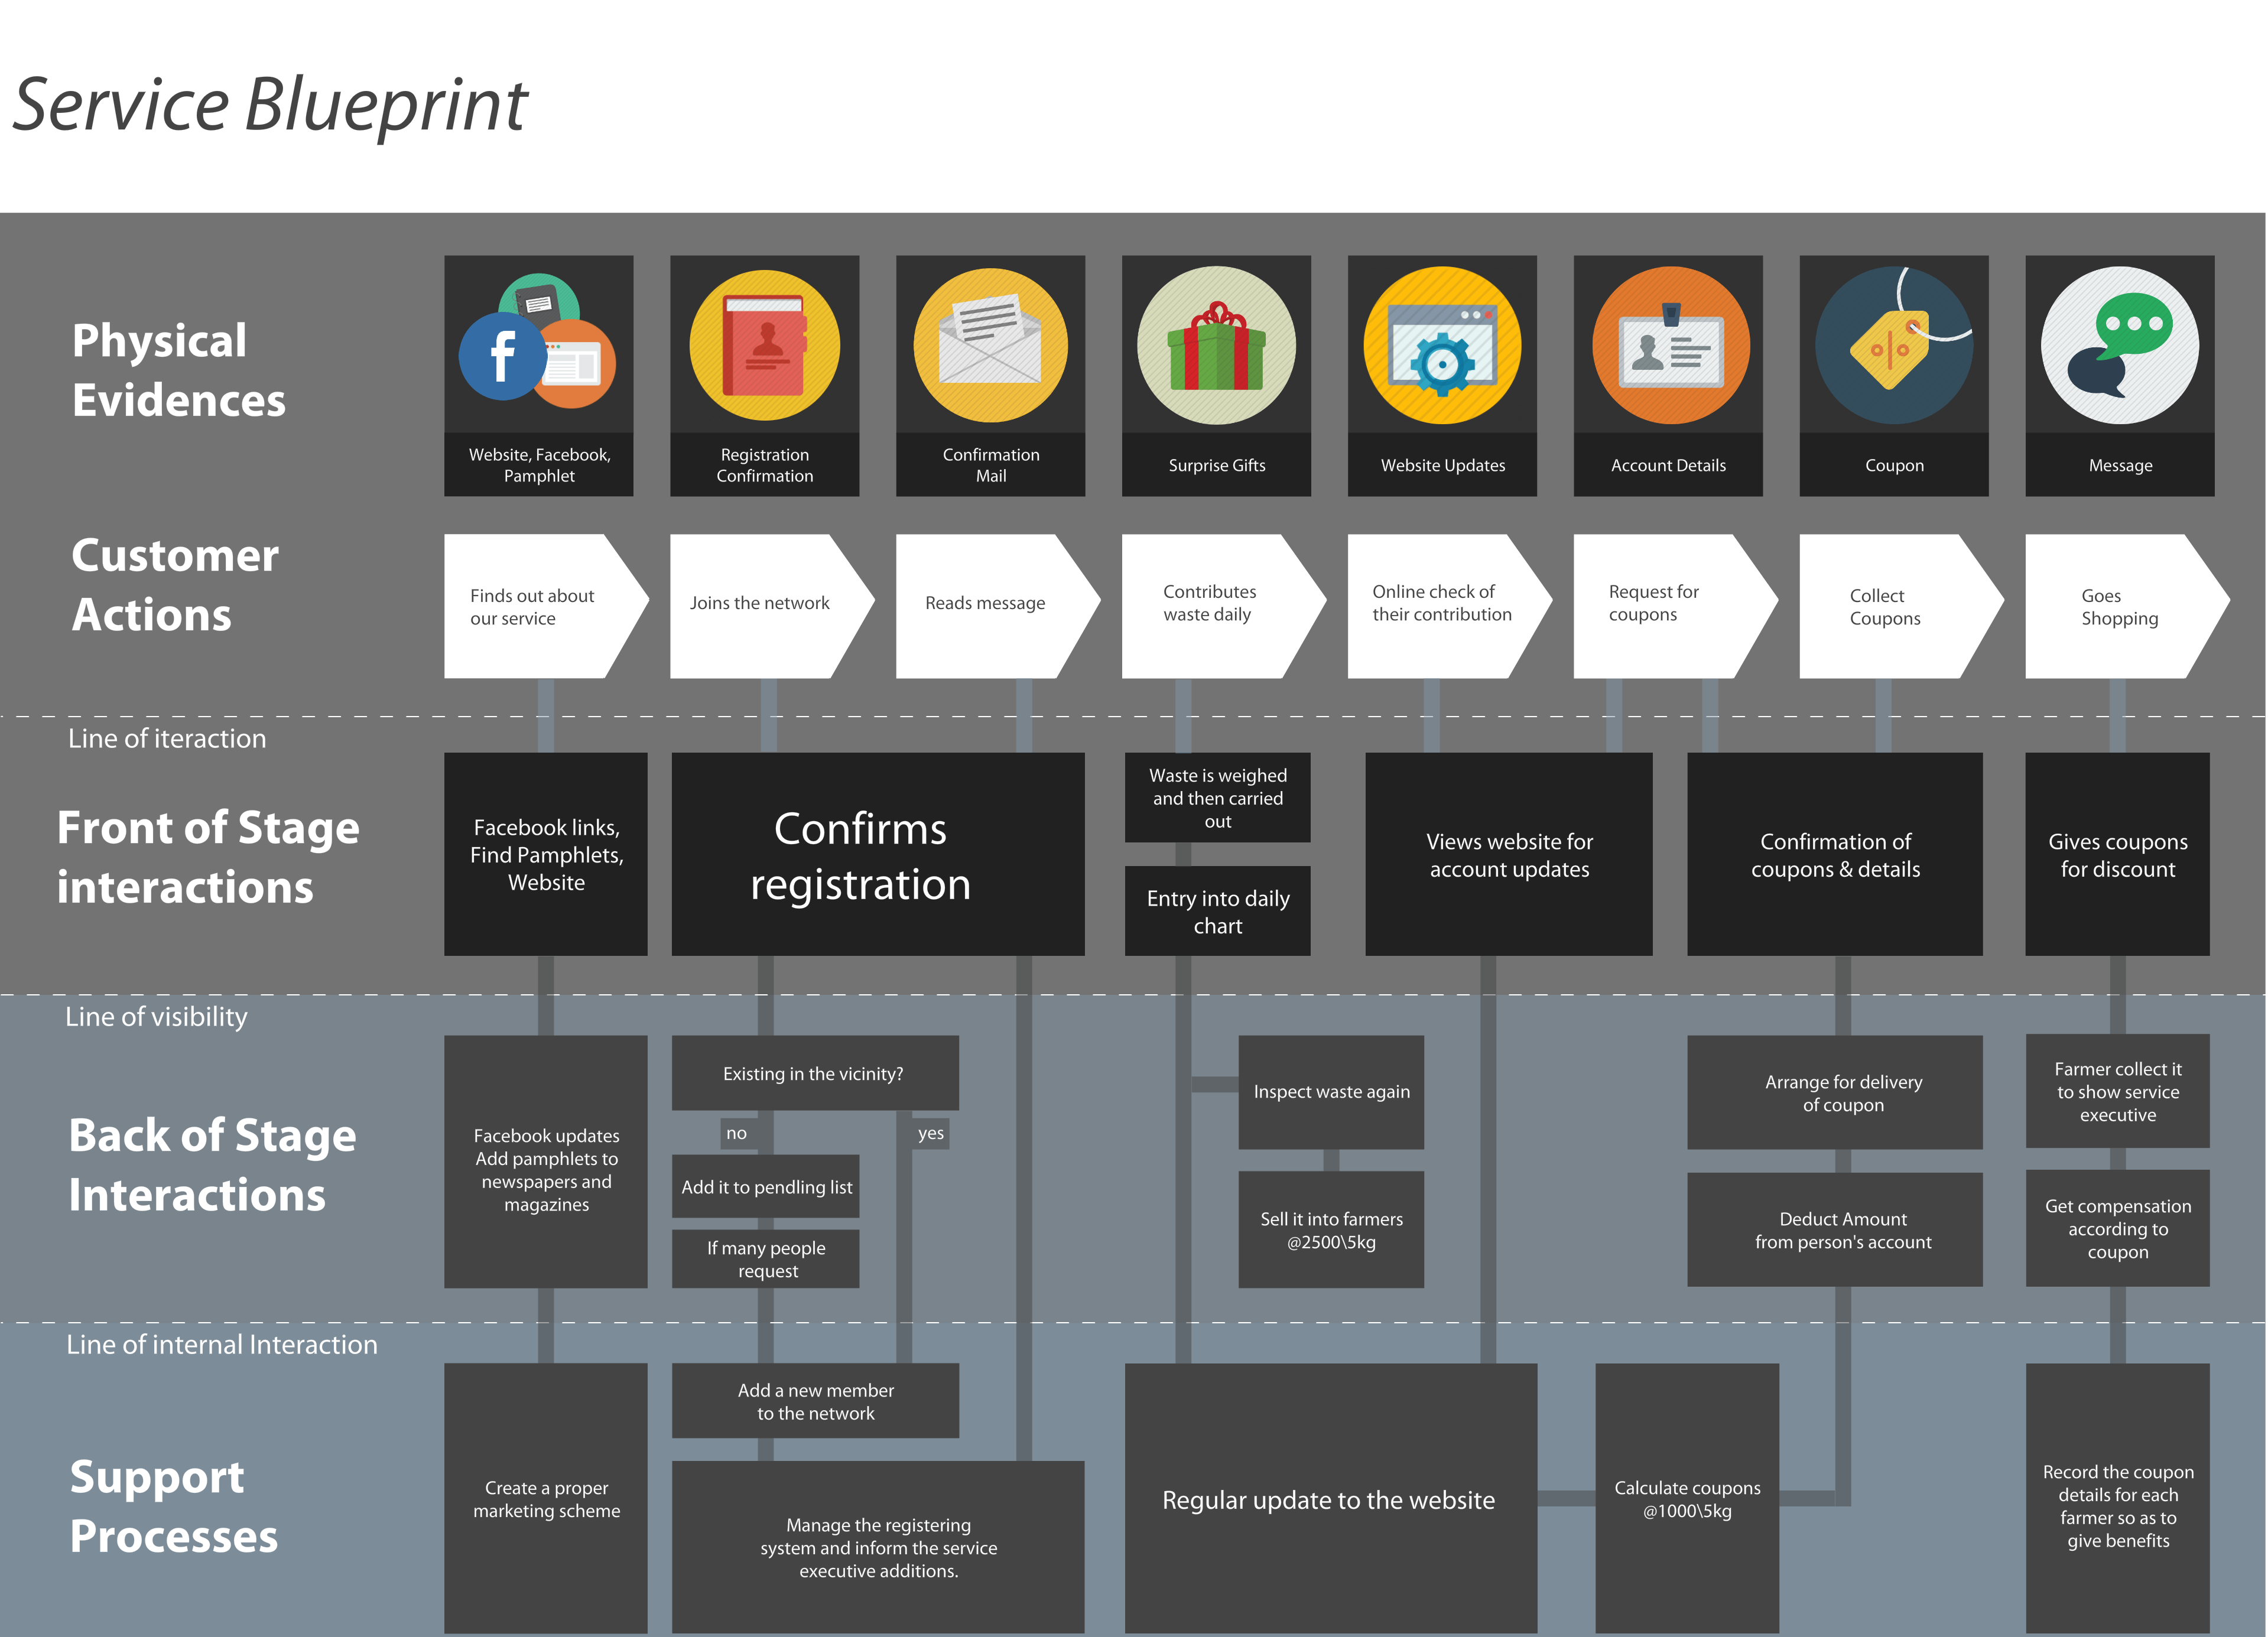 Service Blueprint
Physical
Evidences
f
Website, Facebook,
Pamphlet
Registration
Confirmation
Confirmation
Mail
Surprise Gifts
Website Updates
Account Details
Coupon
Message
Customer
Actions
Finds out about
our service
Joins the network
Reads message
Contributes
waste daily
Online check of
their contribution
Request for
coupons
Collect
Coupons
Goes
Shopping
Line of iteraction
Front of Stage
interactions
Facebook links,
Find Pamphlets,
Website
Confirms
registration
Waste is weighed
and then carried
out
Entry into daily
chart
Views website for
account updates
Confirmation of
coupons & details
Gives coupons
for discount
Line of visibility
Back of Stage
Interactions
Facebook updates
Add pamphlets to
newspapers and
magazines
Existing in the vicinity?
no
yes
Add it to pendling list
If many people
request
Inspect waste again
Sell it into farmers
@2500\5kg
Arrange for delivery
of coupon
Deduct Amount
from person's account
Farmer collect it
to show service
executive
Get compensation
according to
coupon
Line of internal Interaction
Support
Processes
Create a proper
marketing scheme
Add a new member
to the network
Manage the registering
system and inform the service
executive additions.
Regular update to the website
Calculate coupons
@1000\5kg
Record the coupon
details for each
farmer so as to
give benefits